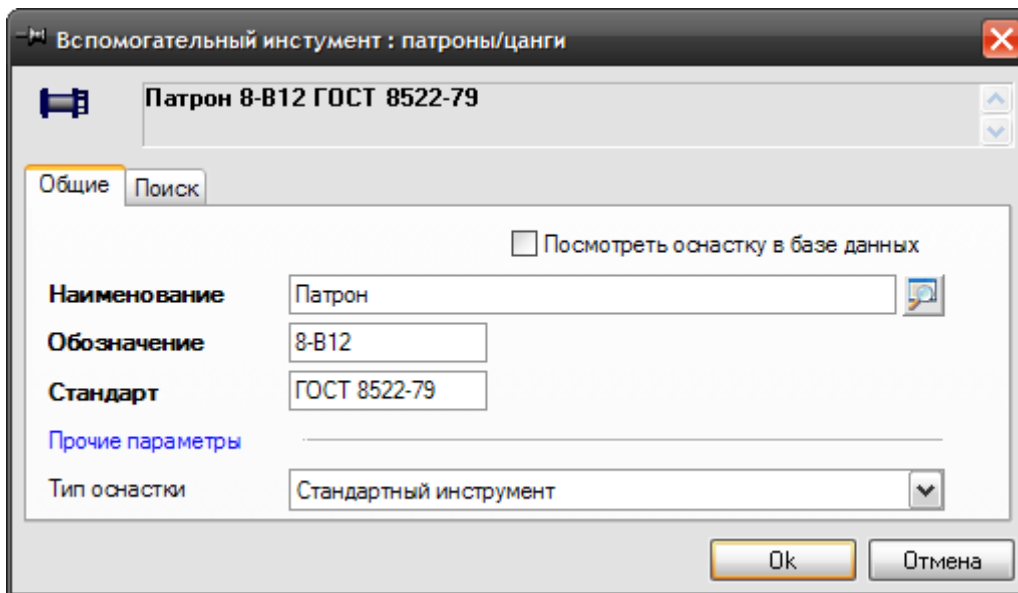 Вспомогательный инстумент : патроны/цанги
Патрон 8-В12 ГОСТ 8522-79
Общие Поиск
Посмотреть оснастку в базе данных
Наименование Патрон
Обозначение 8-В12
Стандарт ГОСТ 8522-79
Прочие параметры
Тип оснастки Стандартный инструмент
Ok Отмена